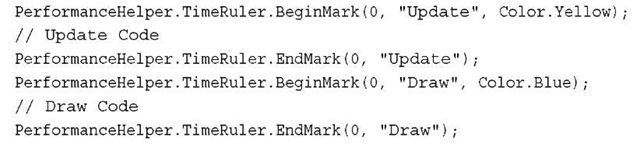 PerformanceHelper.TimeRuler.BeginMark(0, "Update", Color.Yellow);
// Update Code
PerformanceHelper.TimeRuler.EndMark(0, "Update");
PerformanceHelper.TimeRuler.BeginMark(0, "Draw", Color.Blue);
// Draw Code
PerformanceHelper.TimeRuler.EndMark(0, "Draw");